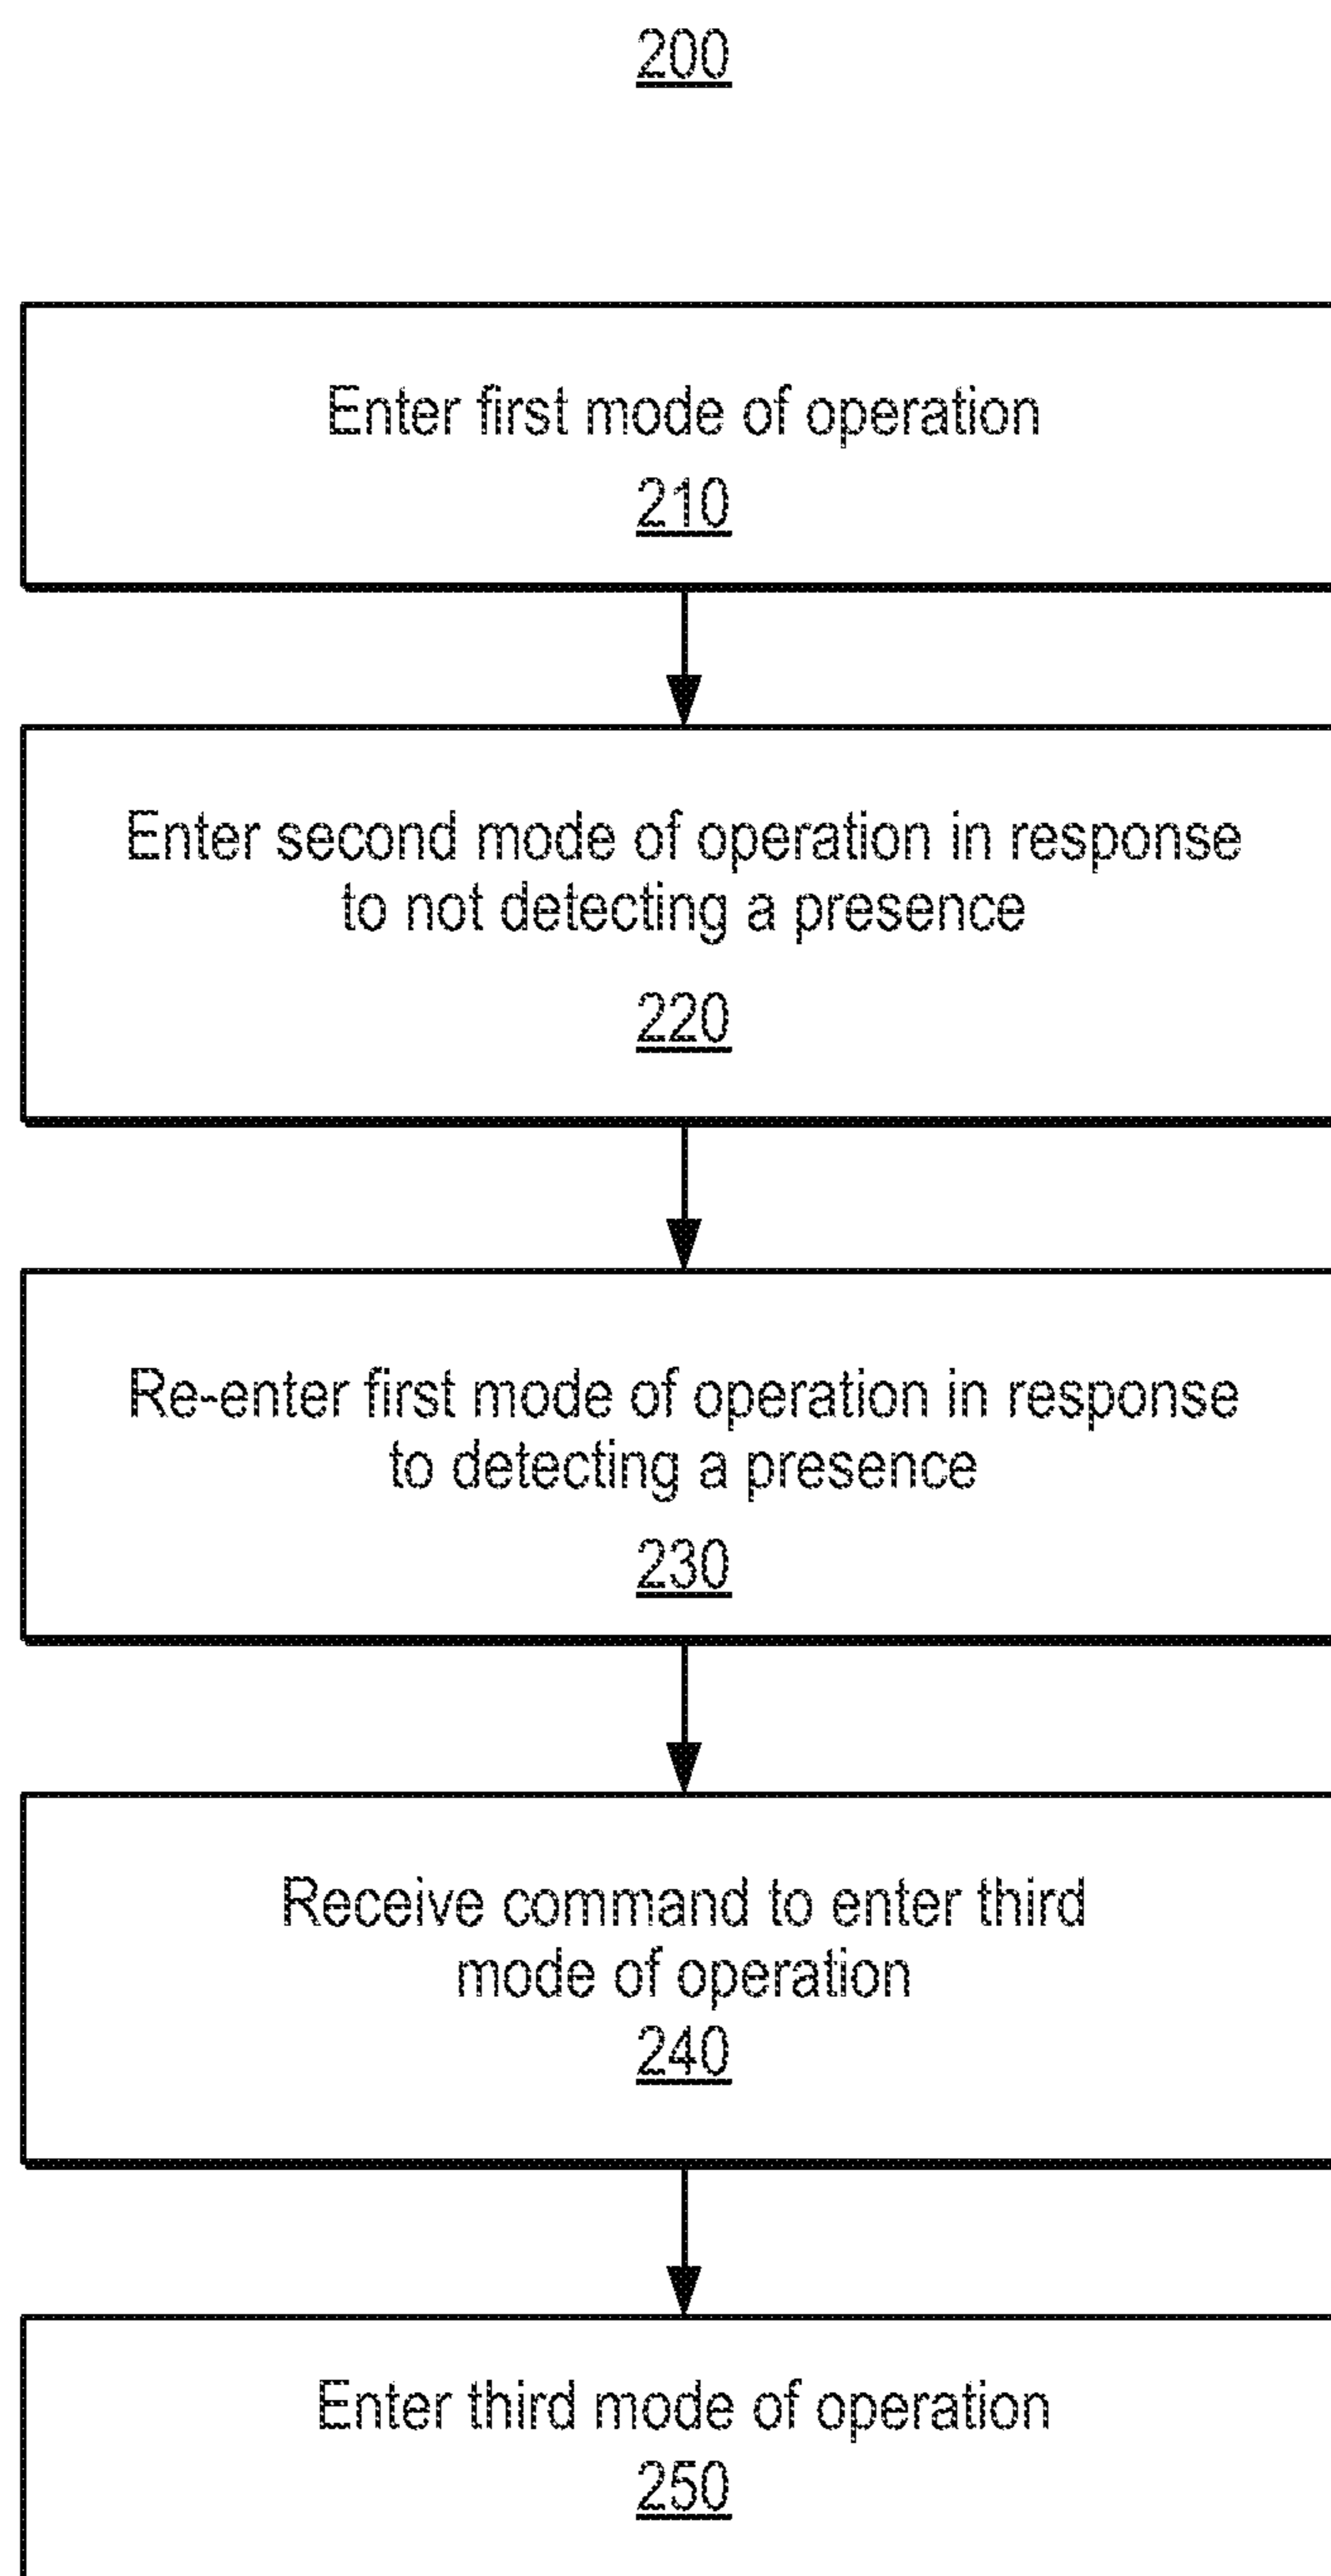 200
Enter first mode of operation
210
Enter second mode of operation in response
to not detecting a presence
220
Re-enter first mode of operation in response
to detecting a presence
230
Receive command to enter third
mode of operation
240
Enter third mode of operation
250